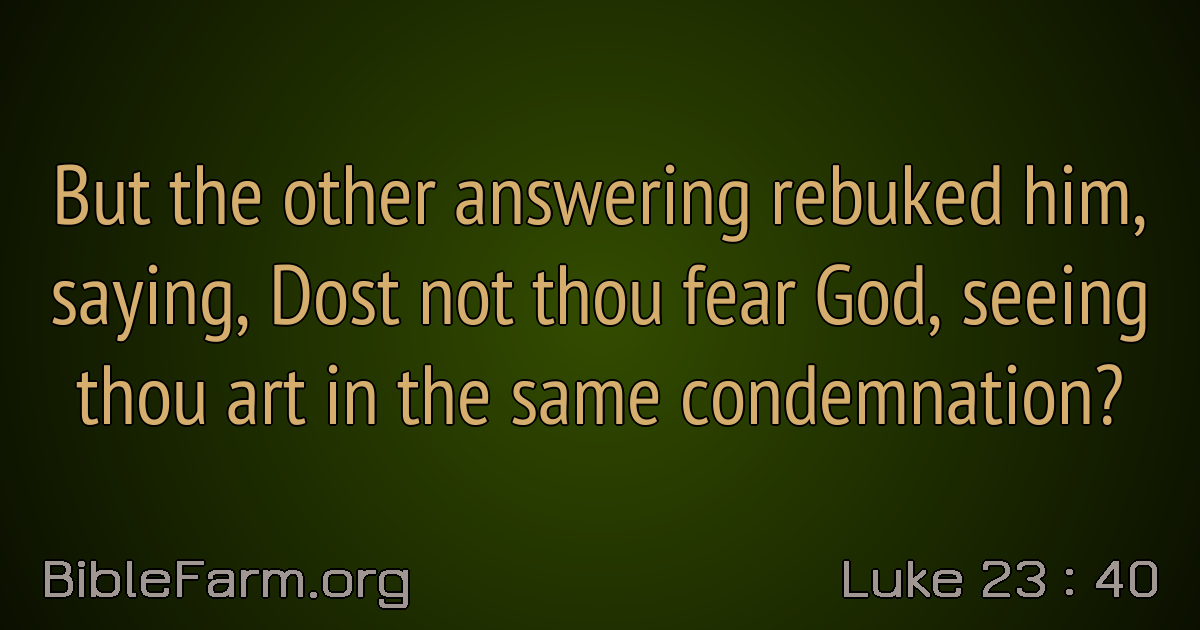 But the other answering rebuked him,
saying, Dost not thou fear God, seeing
thou art in the same condemnation?
BibleFarm.org
Luke 23 : 40